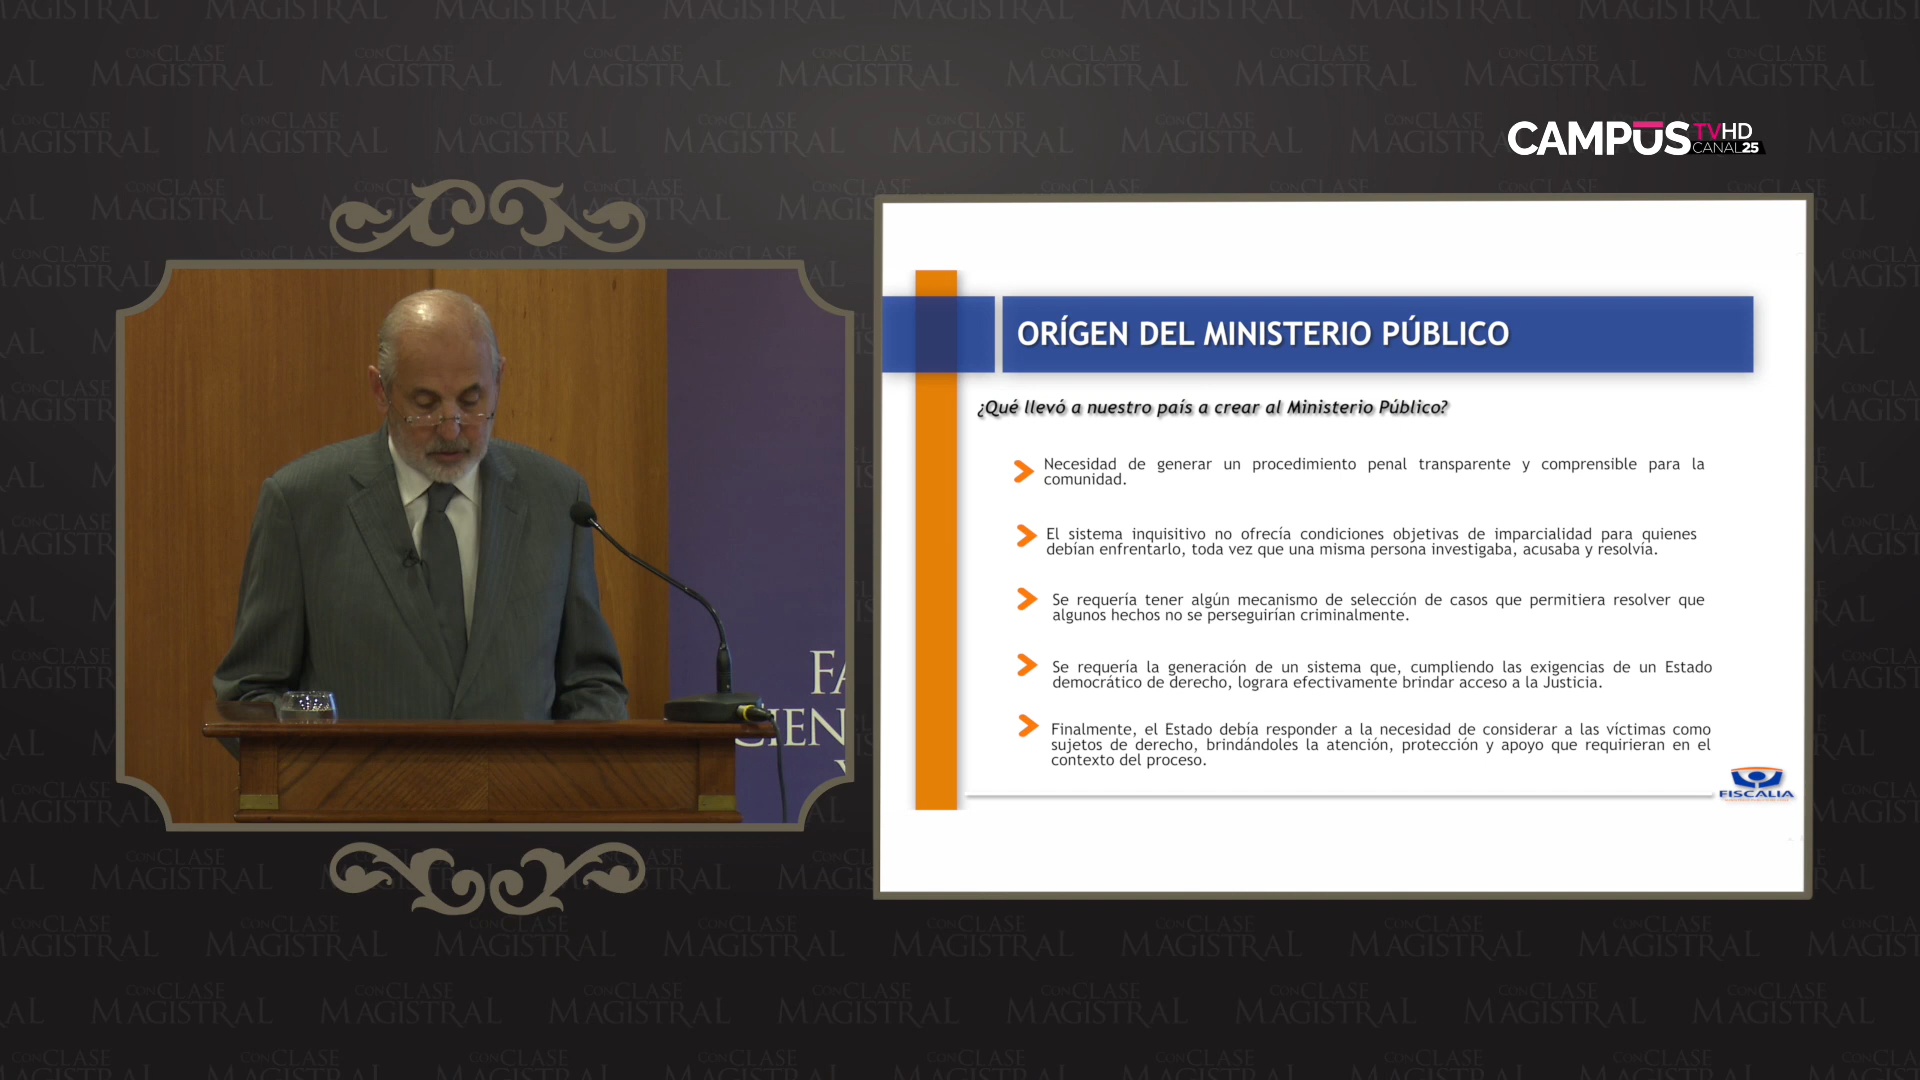 CAMPUS TVHD
CANAL25
ORÍGEN DEL MINISTERIO PÚBLICO
¿Qué llevó a nuestro país a crear al Ministerio Público?
Necesidad de generar un procedimiento penal transparente y comprensible para la
comunidad.
El sistema inquisitivo no ofrecía condiciones objetivas de imparcialidad para quienes
debían enfrentarlo, toda vez que una misma persona investigaba, acusaba y resolvía.
Se requería tener algún mecanismo de selección de casos que permitiera resolver que
algunos hechos no se perseguirían criminalmente.
Se requería la generación de un sistema que, cumpliendo las exigencias de un Estado
democrático de derecho, lograra efectivamente brindar acceso a la Justicia.
Finalmente, el Estado debía responder a la necesidad de considerar a las víctimas como
sujetos de derecho, brindándoles la atención, protección y apoyo que requirieran en el
contexto del proceso.
FISCALIA
FA
CIEN
Y
CON CLASE
MAGISTRAL